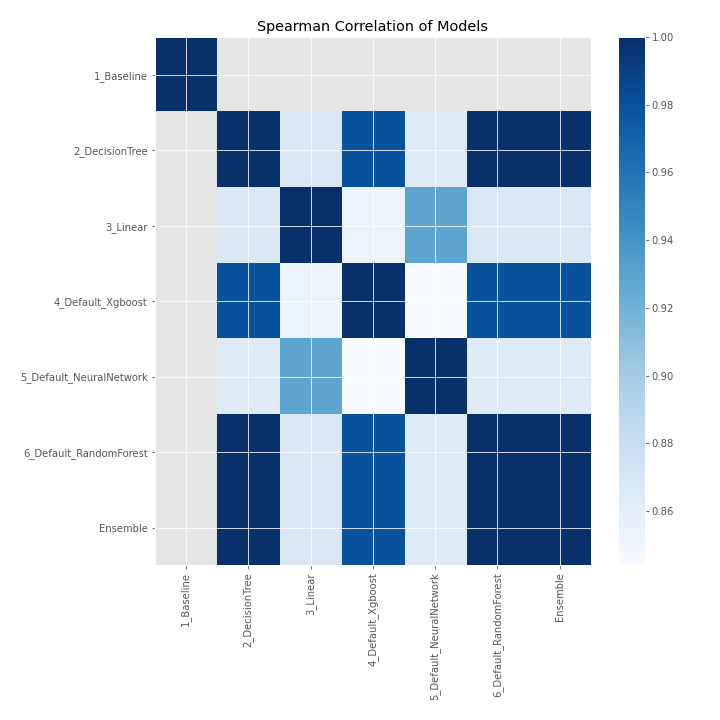 Spearman Correlation of Models
1_Baseline
2_DecisionTree
3_Linear
4_Default_Xgboost
5_Default_NeuralNetwork
6_Default_RandomForest
Ensemble
1_Baseline
2_DecisionTree
3_Linear
4_Default_Xgboost
5_Default_NeuralNetwork
6_Default_RandomForest
Ensemble
1.00
0.98
0.96
0.94
0.92
0.90
0.88
0.86